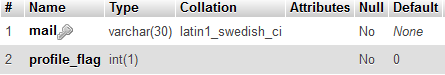 # Name Type Collation Attributes Null Default
1 mail varchar(30) latin1_swedish_ci No None
2 profile_flag int(1) No 0